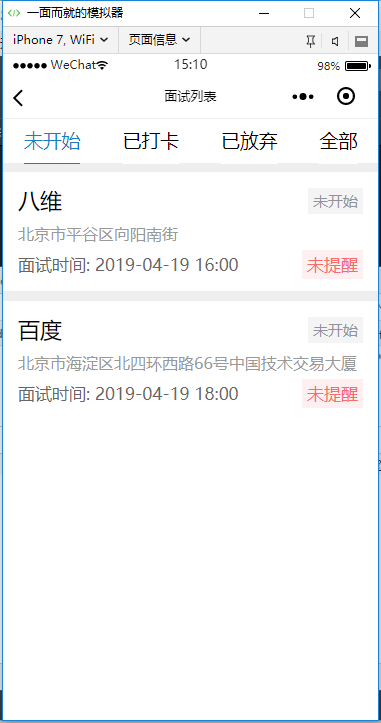 一面而就的模拟器
iPhone 7, WiFi 页面信息
WeChat 15:10 98%
面试列表
未开始 已打卡 已放弃 全部
八维 未开始
北京市平谷区向阳南街
面试时间: 2019-04-19 16:00 未提醒
百度 未开始
北京市海淀区北四环西路66号中国技术交易大厦
面试时间: 2019-04-19 18:00 未提醒